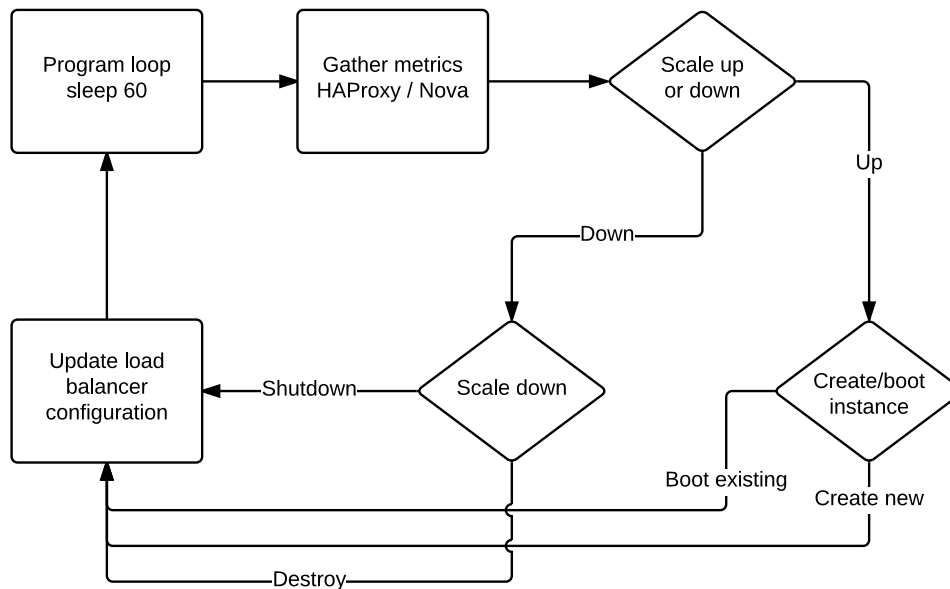 Program loop
sleep 60
Gather metrics
HAProxy / Nova
Scale up
or down
Up
Down
Update load
balancer
configuration
Shutdown
Scale down
Create/boot
instance
Boot existing
Create new
Destroy